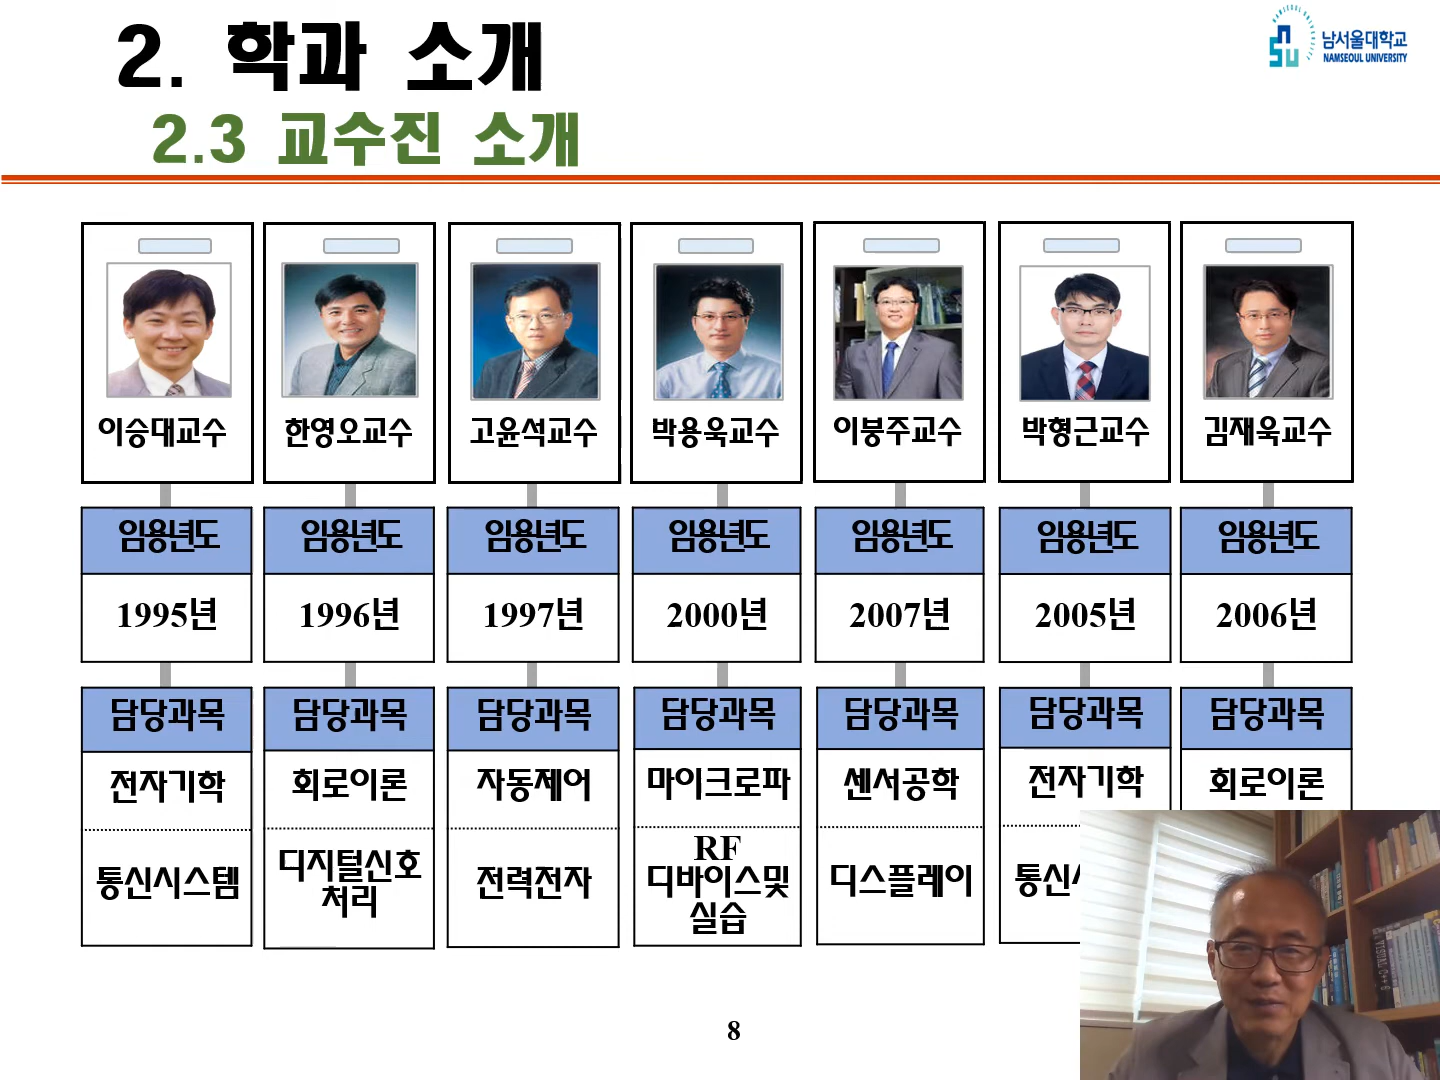 2. 학과 소개
2.3 교수진 소개
남서울대학교
NAMSEOUL UNIVERSITY
이승대교수 한영오교수 고윤석교수 박용욱교수 이붕주교수 박형근교수 김재욱교수
임용년도 임용년도 임용년도 임용년도 임용년도 임용년도 임용년도
1995년 1996년 1997년 2000년 2007년 2005년 2006년
담당과목 담당과목 담당과목 담당과목 담당과목 담당과목 담당과목
전자기학 회로이론 자동제어 마이크로파 센서공학 전자기학 회로이론
통신시스템
디지털신호
처리
전력전자
RF
디바이스및
실습
디스플레이
통신
VISUAL C++ 6
8